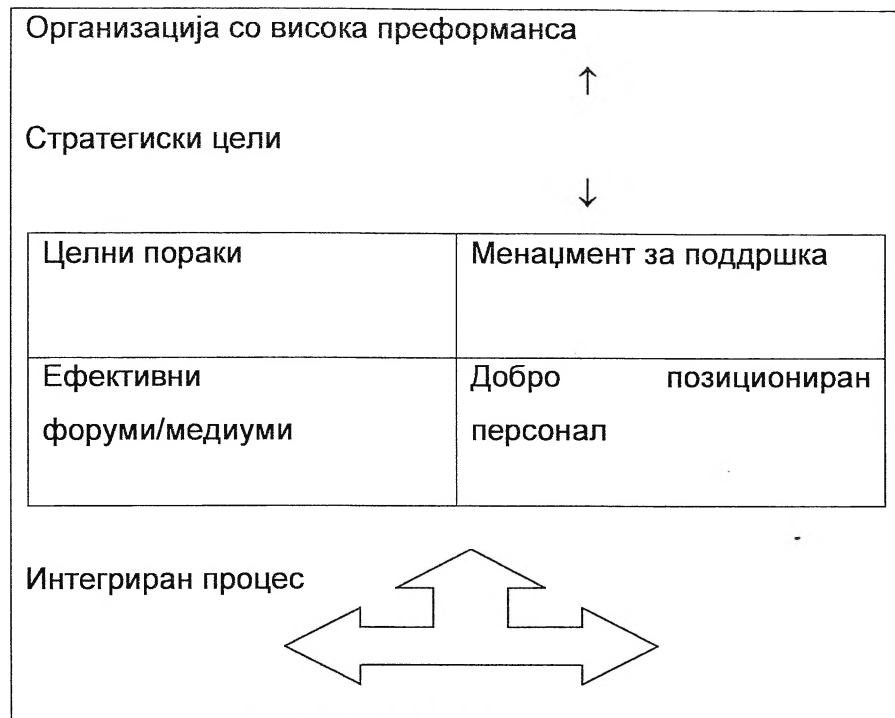 Организација со висока преформанса
↑
Стратегиски цели
↓
Целни пораки
Менаџмент за поддршка
Ефективни
форуми/медиуми
Добро позициониран
персонал
Интегриран процес